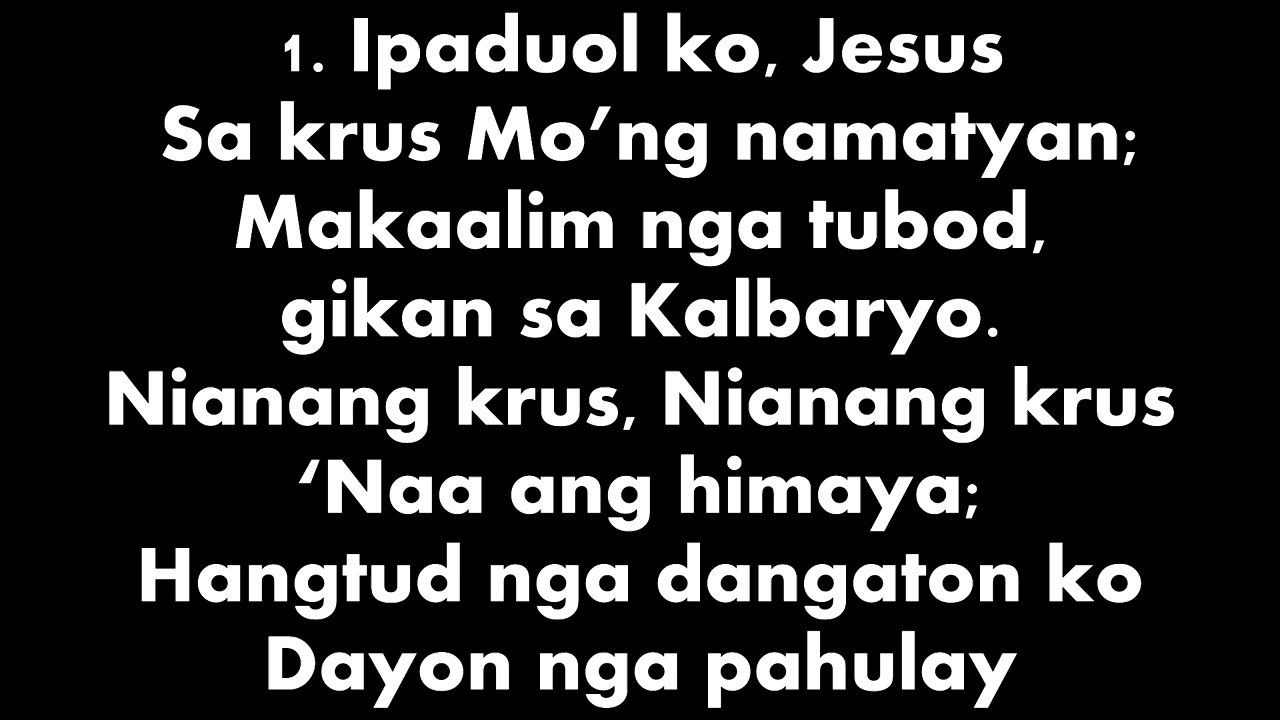 1. Ipaduol ko, Jesus
Sa krus Mo’ng namatyan;
Makaalim nga tubod,
gikan sa Kalbaryo.
Nianang krus, Nianang krus
‘Naa ang himaya;
Hangtud nga dangaton ko
Dayon nga pahulay